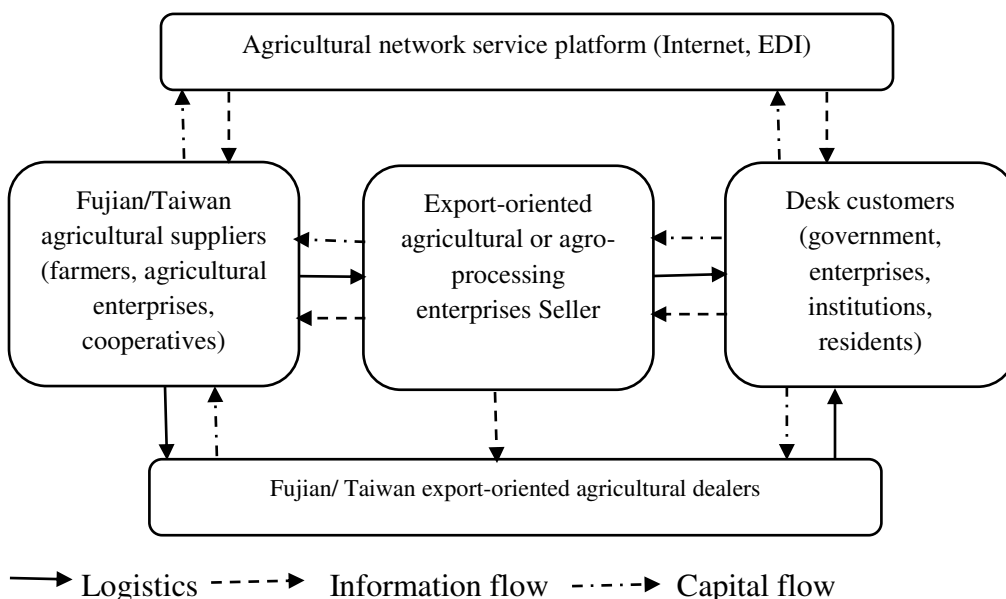 Agricultural network service platform (Internet, EDI)
Fujian/Taiwan
agricultural suppliers
(farmers, agricultural
enterprises,
cooperatives)
Export-oriented
agricultural or agro-
processing
enterprises Seller
Desk customers
(government,
enterprises,
institutions,
residents)
Fujian/ Taiwan export-oriented agricultural dealers
Logistics Information flow Capital flow